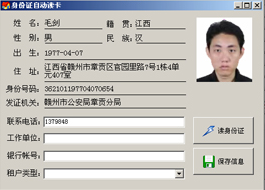 身份证自动读卡
姓 名: 毛剑 籍 贯: 江西
性 别: 男 民 族: 汉
出 生: 1977-04-07
住 址: 江西省赣州市章贡区官园里路7号1栋4单
元407室
身份号码: 362101197704070654
发证机关: 赣州市公安局章贡分局
联系电话: 1379848
工作单位:
银行帐号:
租户类型:
读身份证
保存信息